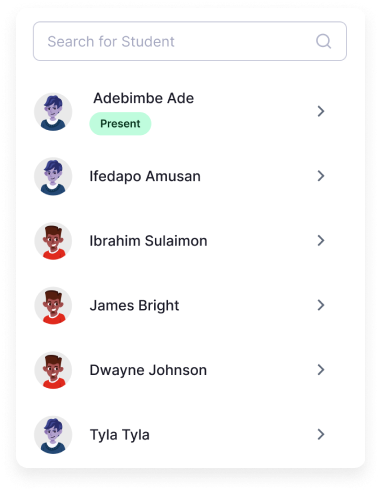 Search for Student
Adebimbe Ade
Present
Ifedapo Amusan
Ibrahim Sulaimon
James Bright
Dwayne Johnson
Tyla Tyla